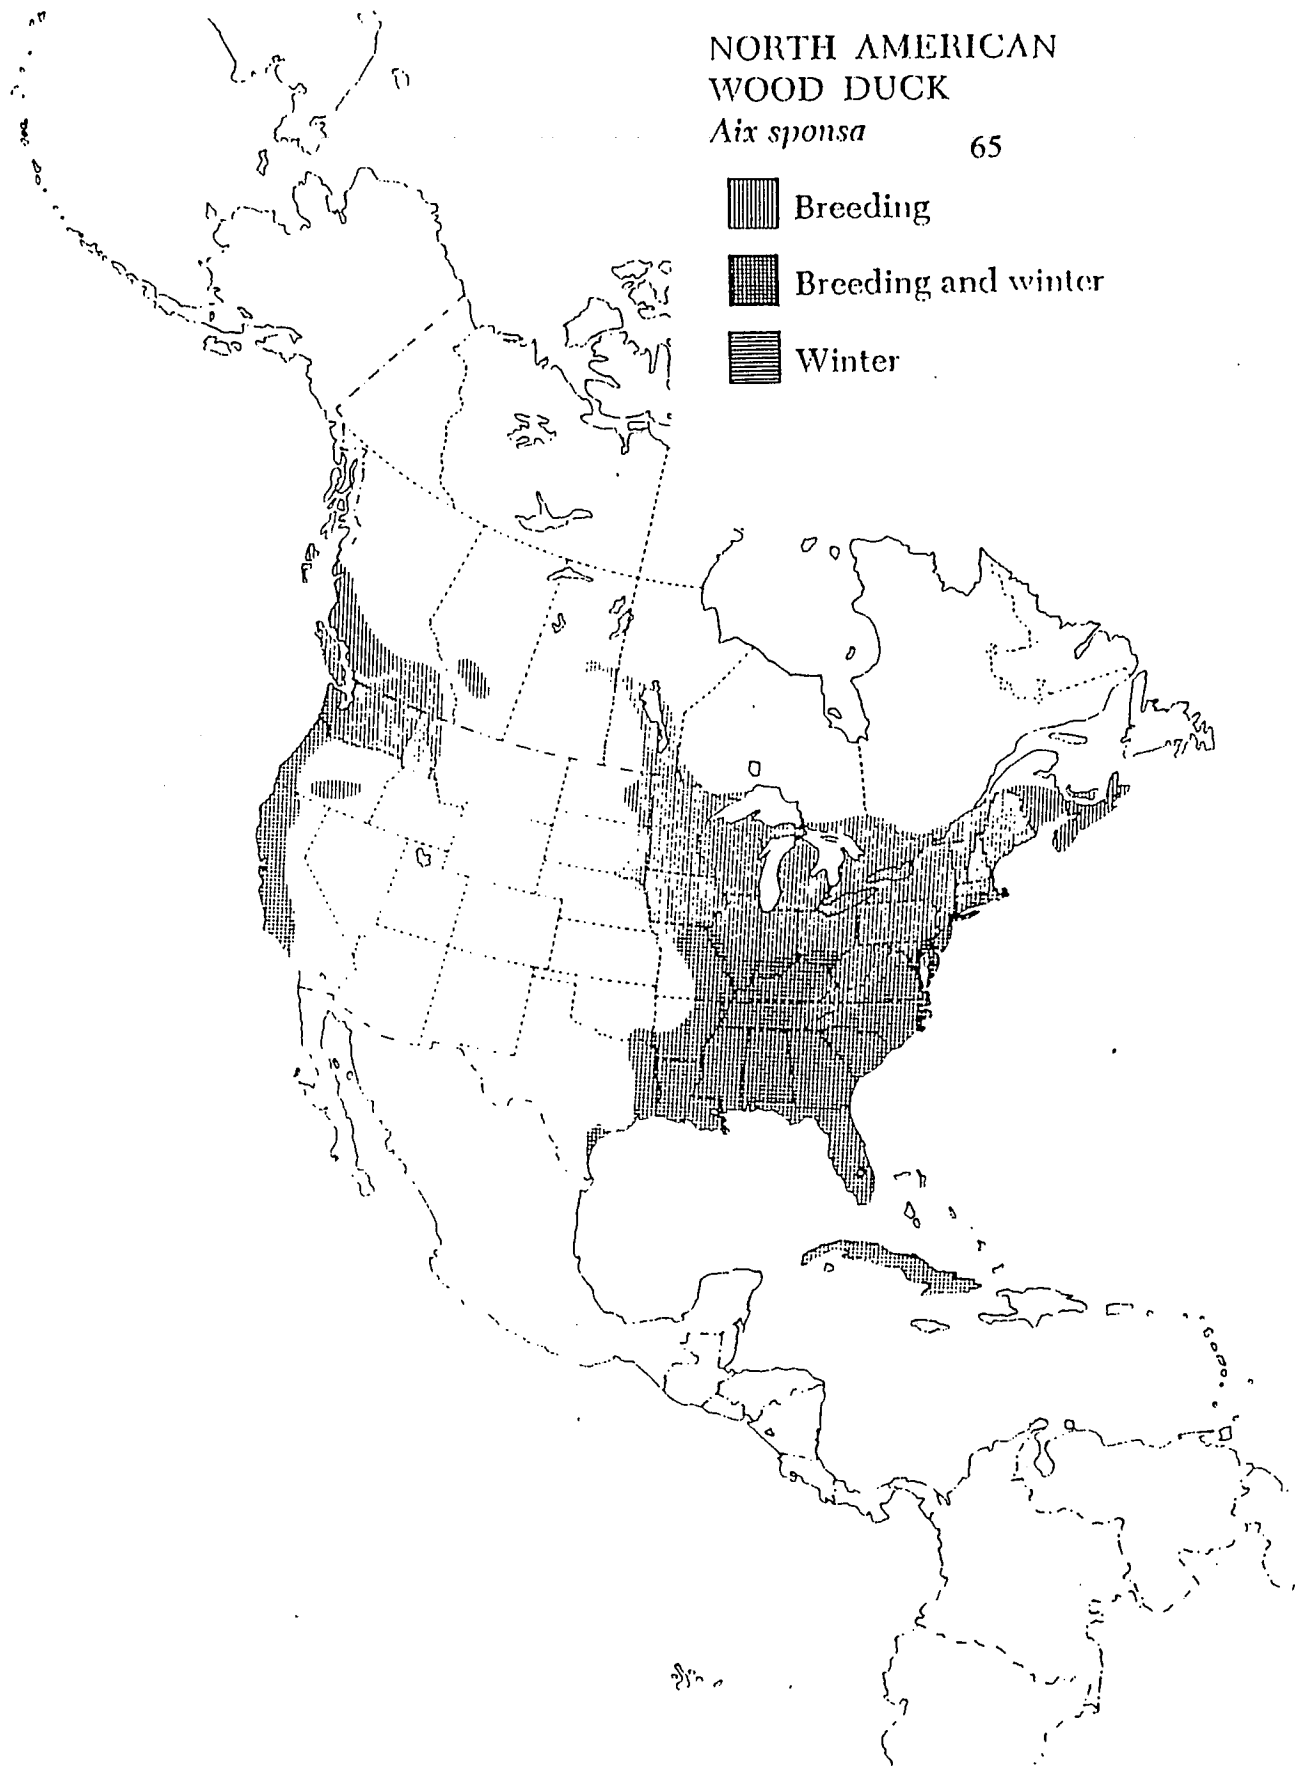 NORTH AMERICAN
WOOD DUCK
Aix sponsa
65
Breeding
Breeding and winter
Winter